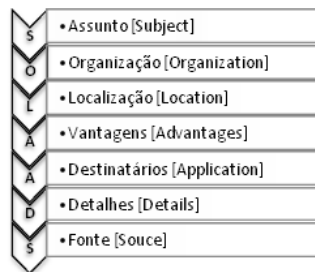 S • Assunto [Subject]
O • Organização [Organization]
L • Localização [Location]
A • Vantagens [Advantages]
A • Destinatários [Application]
D • Detalhes [Details]
S • Fonte [Souce]